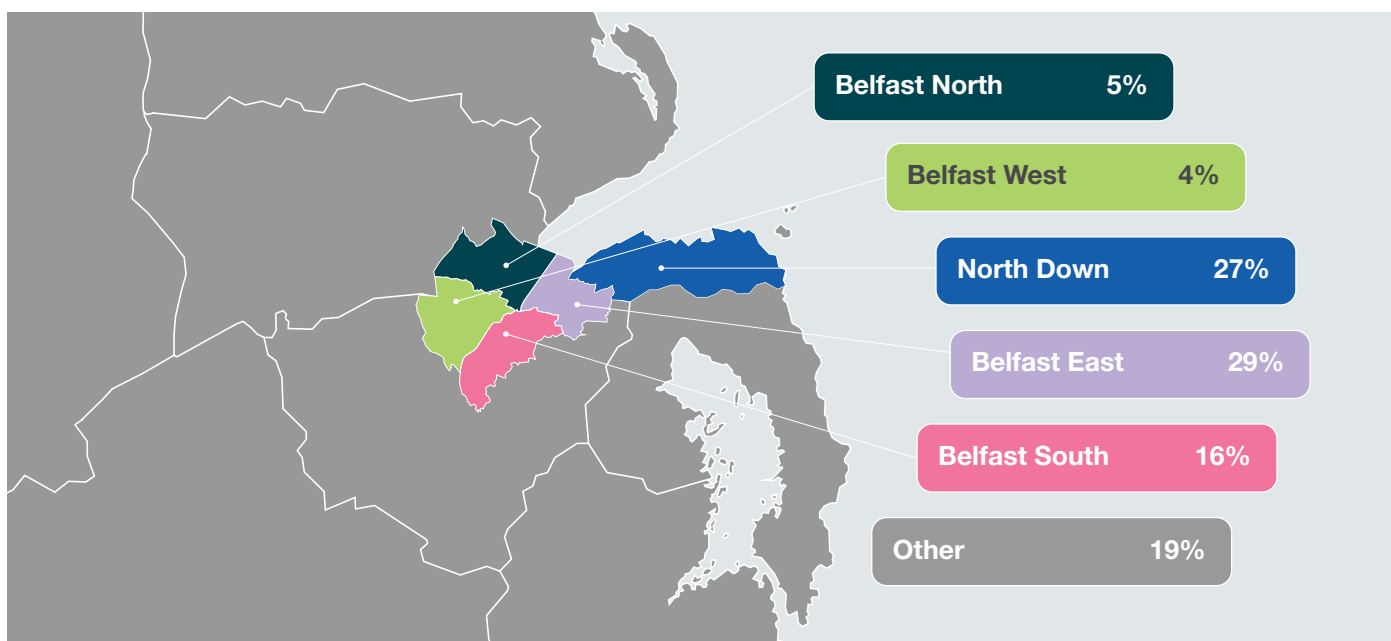 Belfast North 5%
Belfast West 4%
North Down 27%
Belfast East 29%
Belfast South 16%
Other 19%